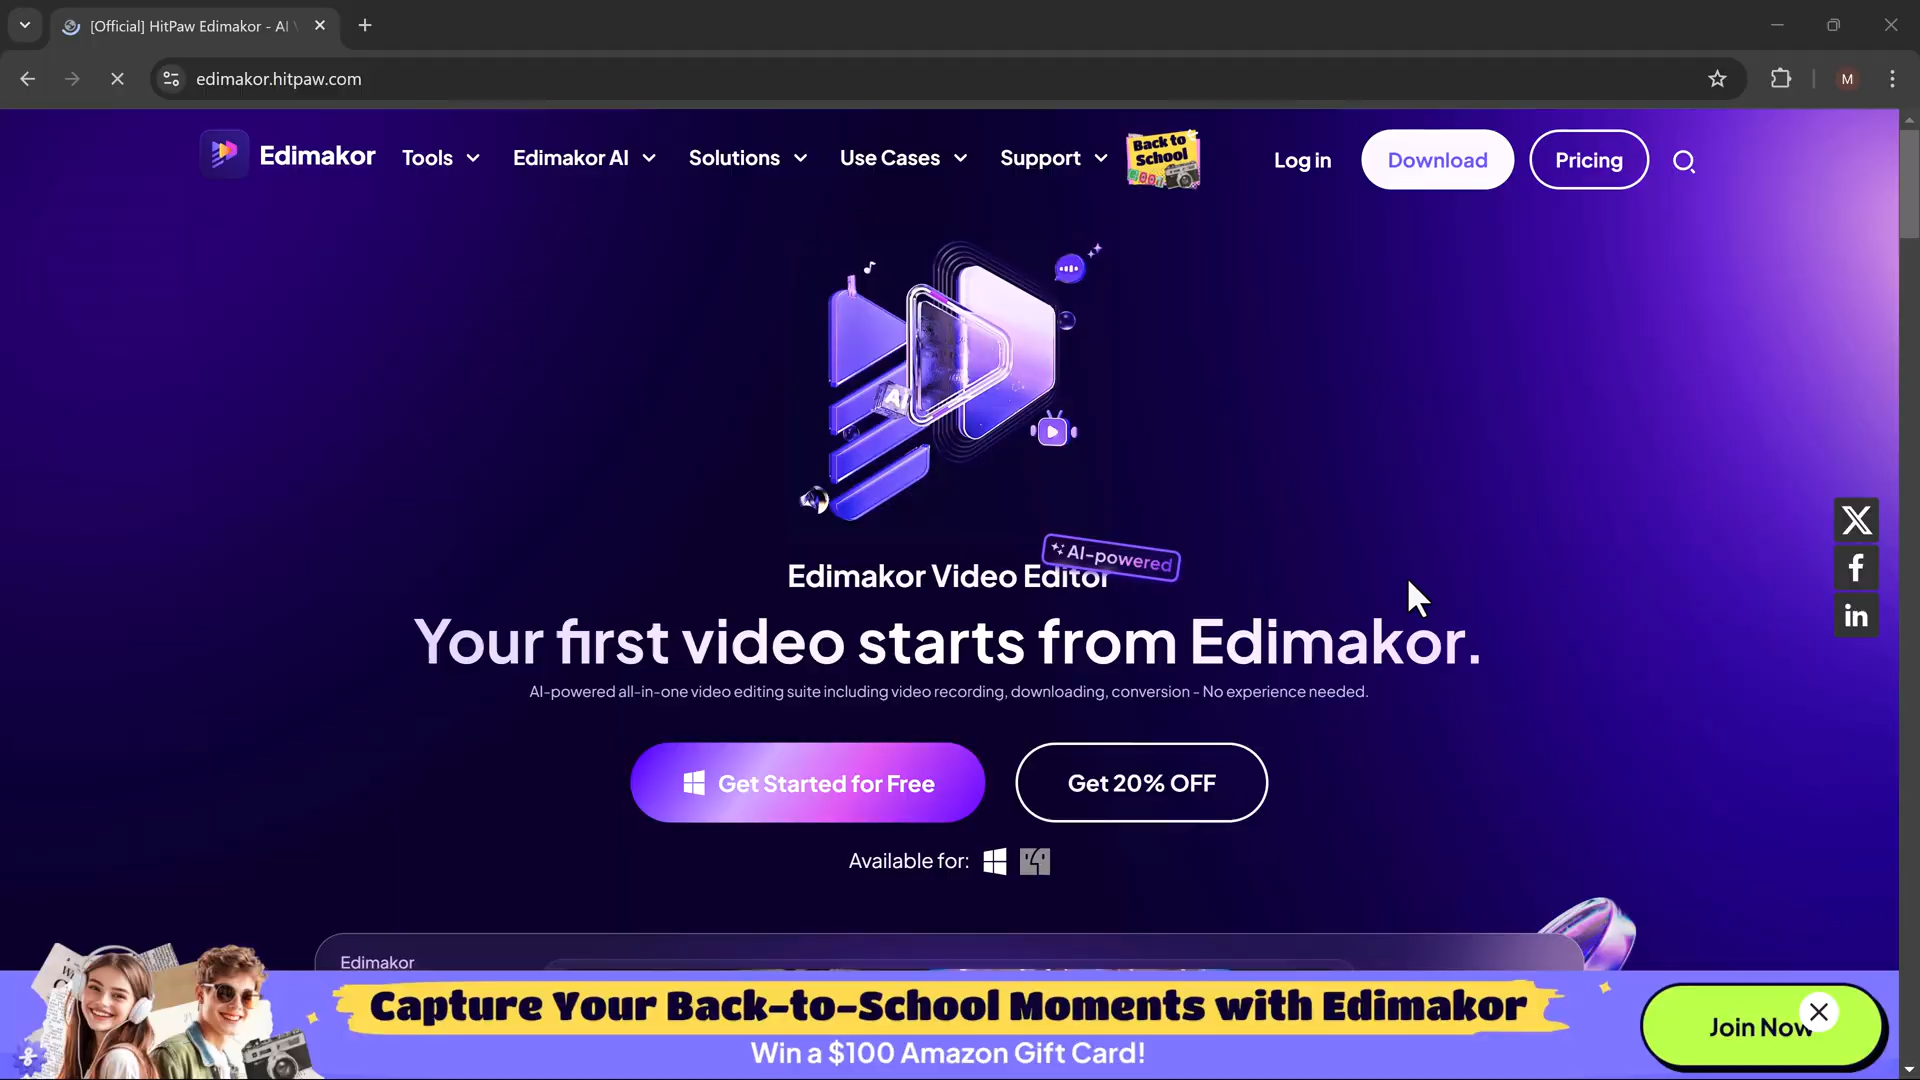 [Official] HitPaw Edimakor - AI
edimakor.hitpaw.com
M
Edimakor
Tools
Edimakor AI
Solutions
Use Cases
Support
Back to
School
Log in
Download
Pricing
AI
AI-powered
Edimakor Video Editor
Your first video starts from Edimakor.
AI-powered all-in-one video editing suite including video recording, downloading, conversion - No experience needed.
Get Started for Free
Get 20% OFF
Available for:
Edimakor
Capture Your Back-to-School Moments with Edimakor
Win a $100 Amazon Gift Card!
Join Now